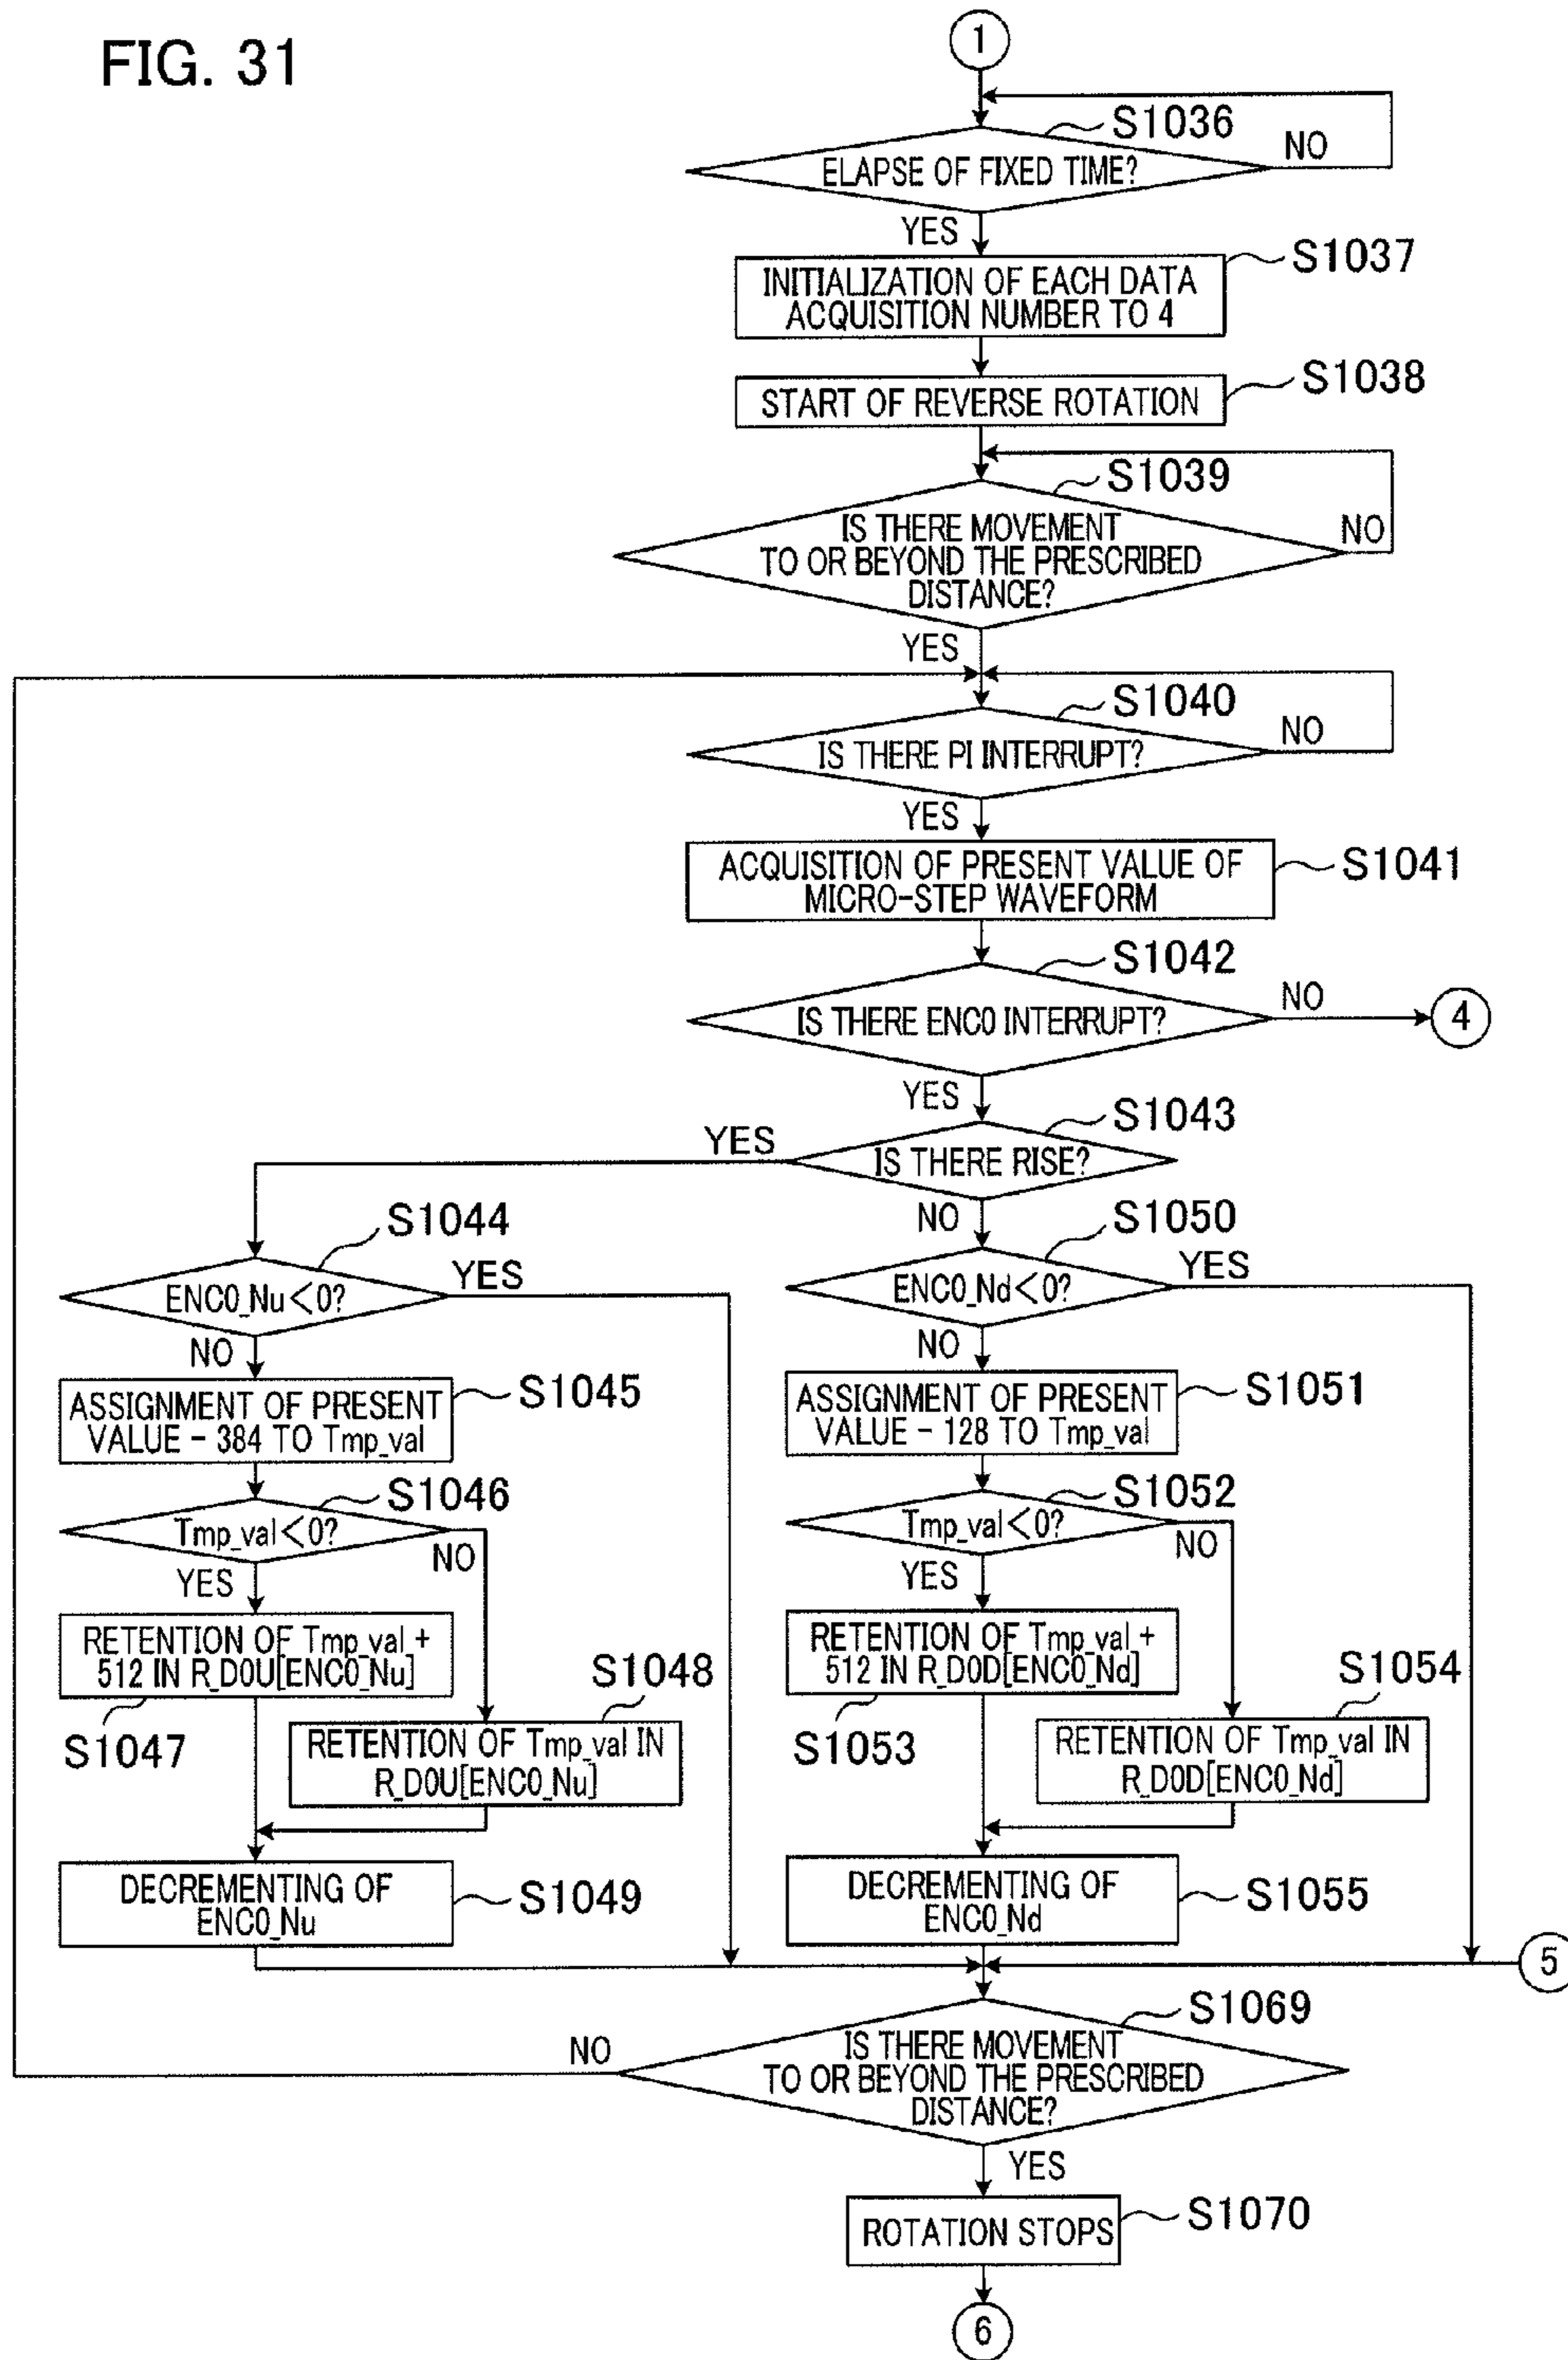 FIG. 31
1
S1036
ELAPSE OF FIXED TIME?
NO
YES
S1037
INITIALIZATION OF EACH DATA
ACQUISITION NUMBER TO 4
S1038
START OF REVERSE ROTATION
S1039
IS THERE MOVEMENT
TO OR BEYOND THE PRESCRIBED
DISTANCE?
NO
YES
S1040
IS THERE PI INTERRUPT?
NO
YES
S1041
ACQUISITION OF PRESENT VALUE OF
MICRO-STEP WAVEFORM
S1042
IS THERE ENC0 INTERRUPT?
NO
4
YES
S1043
IS THERE RISE?
YES
NO
S1044
ENC0_Nu<0?
YES
NO
S1045
ASSIGNMENT OF PRESENT
VALUE - 384 TO Tmp_val
S1046
Tmp_val<0?
NO
YES
RETENTION OF Tmp_val +
512 IN R_D0U[ENC0_Nu]
S1047
S1048
RETENTION OF Tmp_val IN
R_D0U[ENC0_Nu]
DECREMENTING OF
ENC0_Nu
S1049
S1050
ENC0_Nd<0?
YES
NO
S1051
ASSIGNMENT OF PRESENT
VALUE - 128 TO Tmp_val
S1052
Tmp_val<0?
NO
YES
RETENTION OF Tmp_val +
512 IN R_D0D[ENC0_Nd]
S1053
S1054
RETENTION OF Tmp_val IN
R_D0D[ENC0_Nd]
DECREMENTING OF
ENC0_Nd
S1055
5
S1069
IS THERE MOVEMENT
TO OR BEYOND THE PRESCRIBED
DISTANCE?
NO
YES
S1070
ROTATION STOPS
6